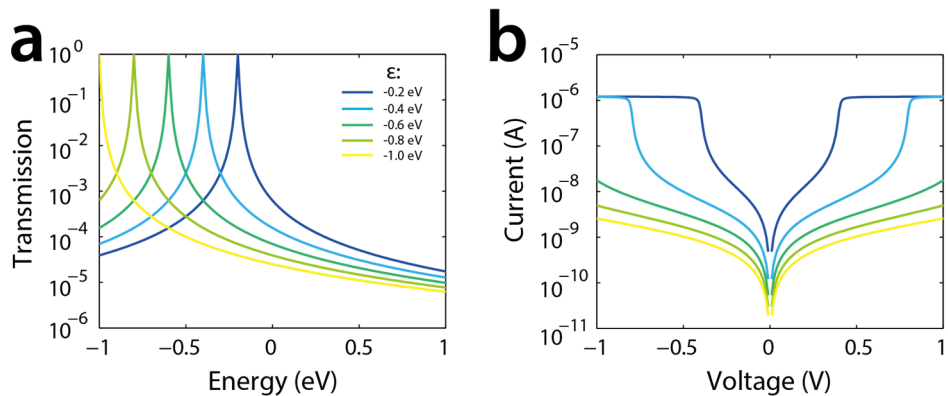 a
Transmission
10^0
10^-1
10^-2
10^-3
10^-4
10^-5
10^-6
−1
−0.5
0
0.5
1
Energy (eV)
ε:
-0.2 eV
-0.4 eV
-0.6 eV
-0.8 eV
-1.0 eV
b
Current (A)
10^-5
10^-6
10^-7
10^-8
10^-9
10^-10
10^-11
−1
−0.5
0
0.5
1
Voltage (V)